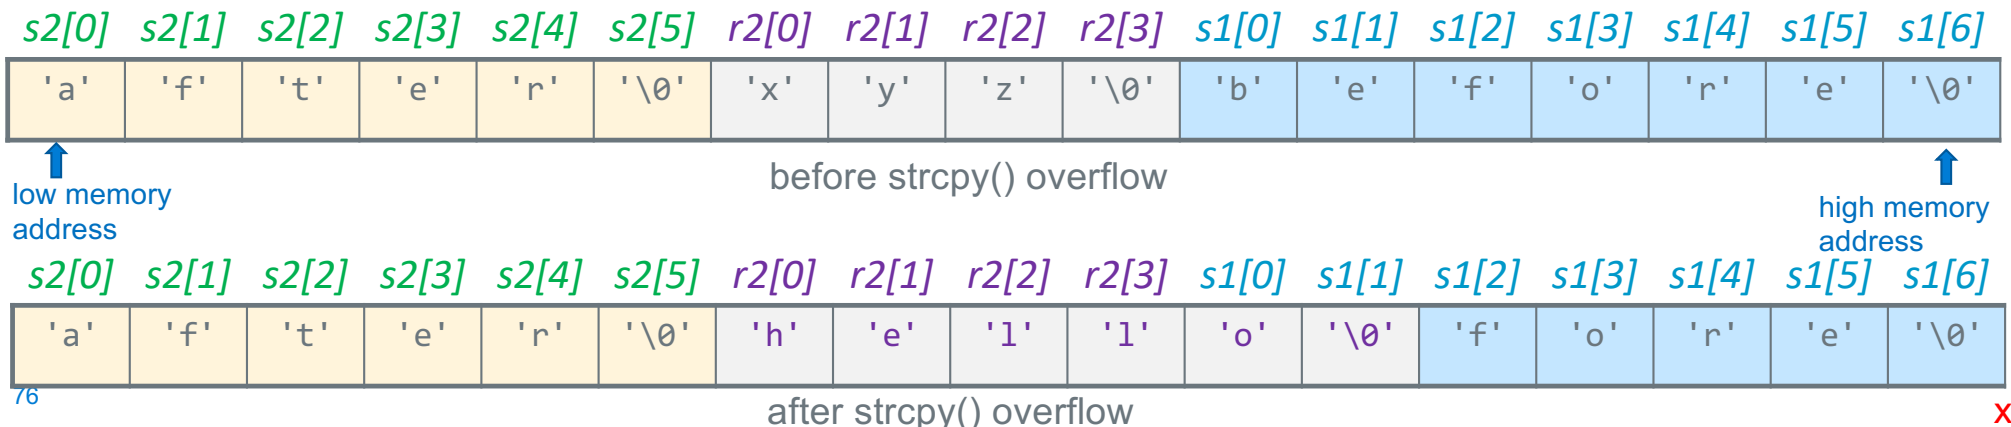 s2[0] s2[1] s2[2] s2[3] s2[4] s2[5] r2[0] r2[1] r2[2] r2[3] s1[0] s1[1] s1[2] s1[3] s1[4] s1[5] s1[6]
'a' 'f' 't' 'e' 'r' '\0' 'x' 'y' 'z' '\0' 'b' 'e' 'f' 'o' 'r' 'e' '\0'
before strcpy() overflow
low memory
address
high memory
address
s2[0] s2[1] s2[2] s2[3] s2[4] s2[5] r2[0] r2[1] r2[2] r2[3] s1[0] s1[1] s1[2] s1[3] s1[4] s1[5] s1[6]
'a' 'f' 't' 'e' 'r' '\0' 'h' 'e' 'l' 'l' 'o' '\0' 'f' 'o' 'r' 'e' '\0'
76
after strcpy() overflow
x